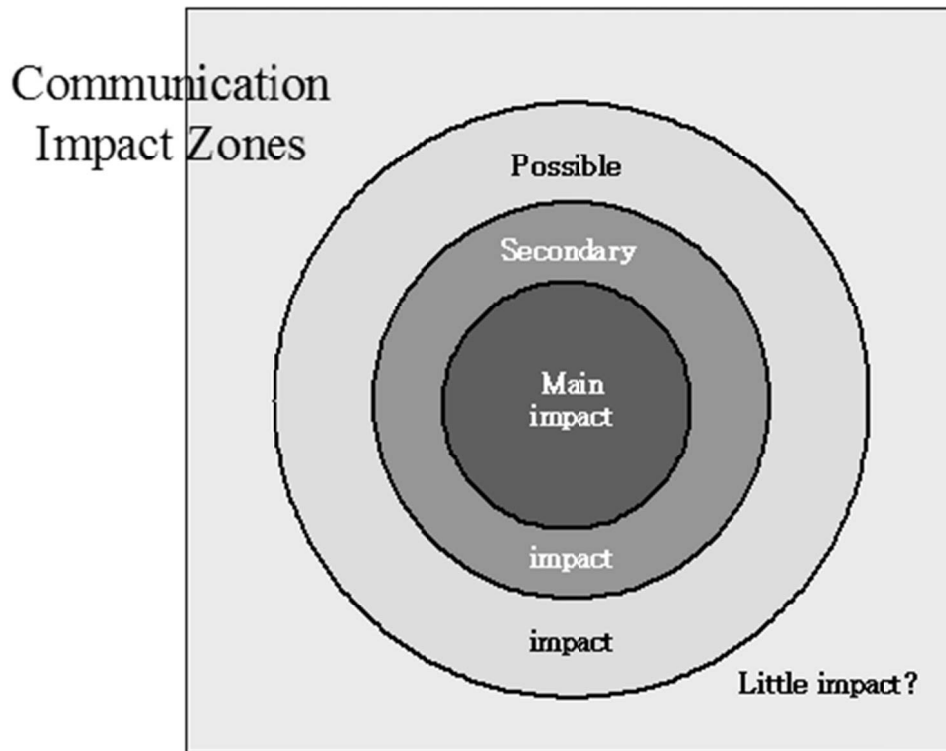 Communication
Impact Zones
Possible
Secondary
Main
impact
impact
impact
Little impact?